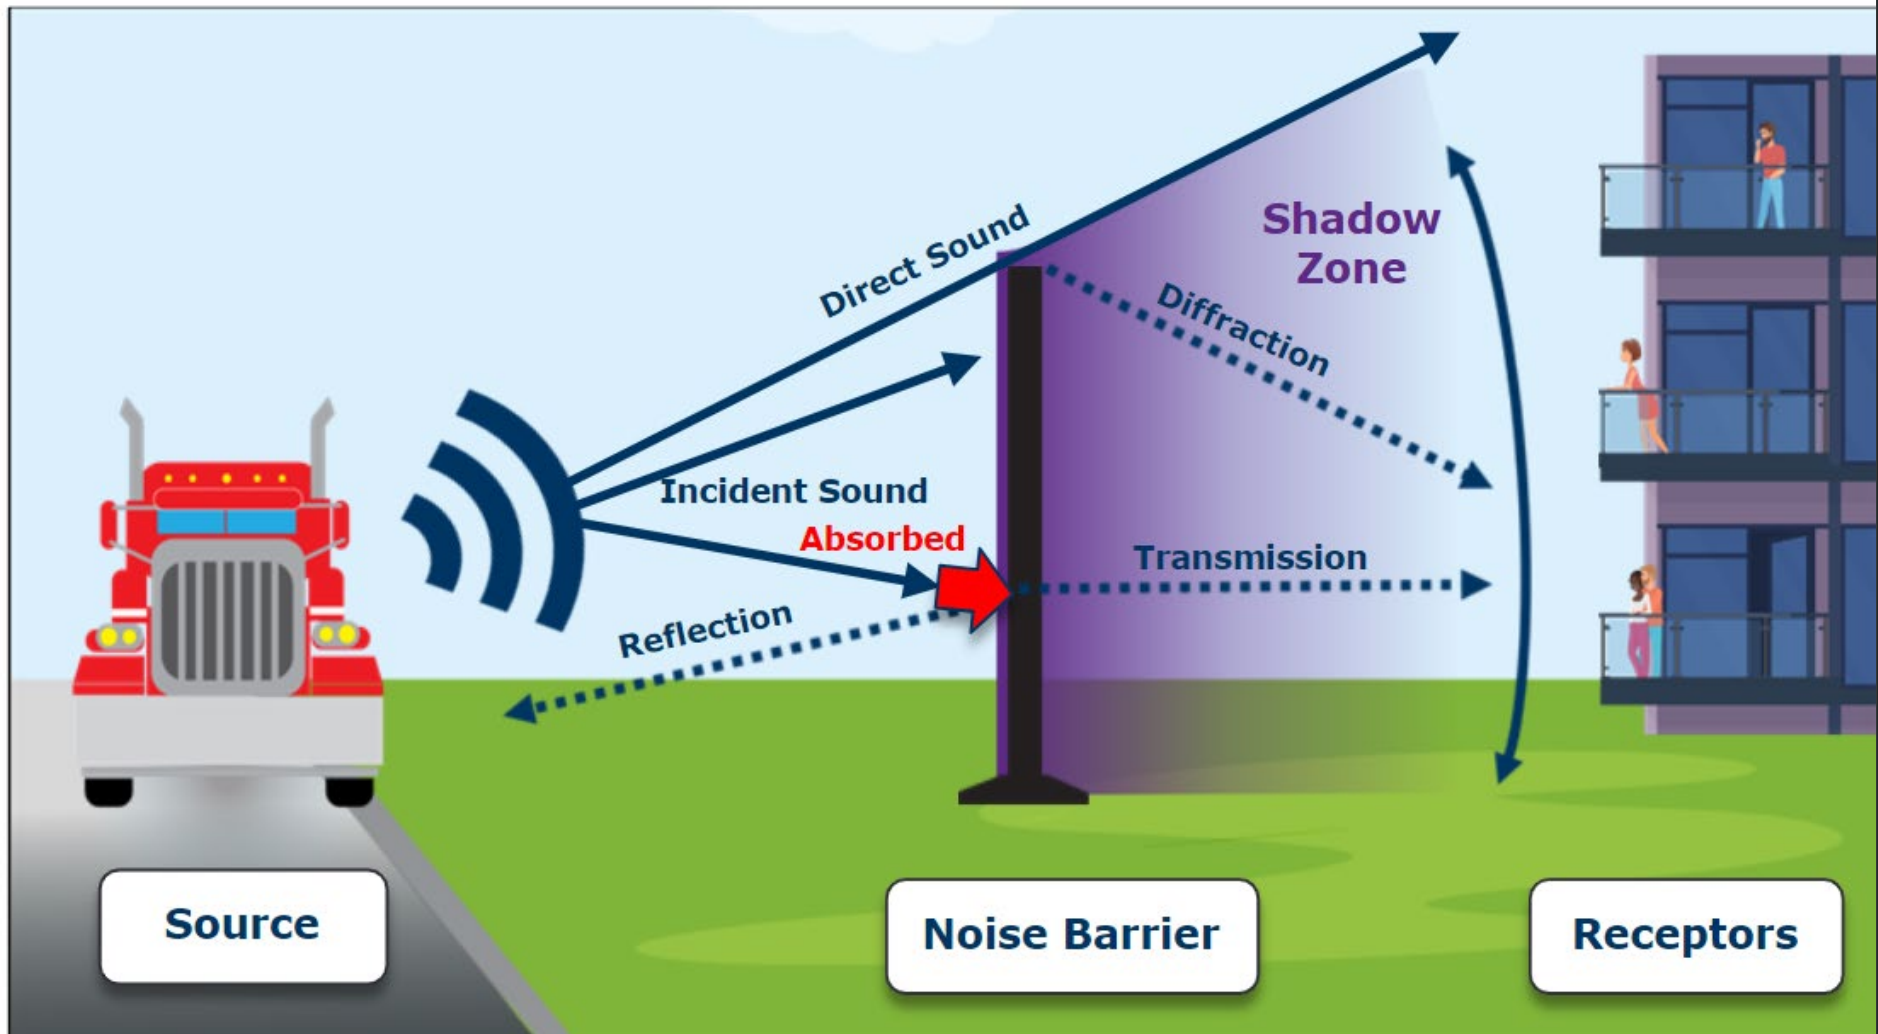 Direct Sound
Shadow
Zone
Diffraction
Incident Sound
Absorbed
Transmission
Reflection
Source
Noise Barrier
Receptors